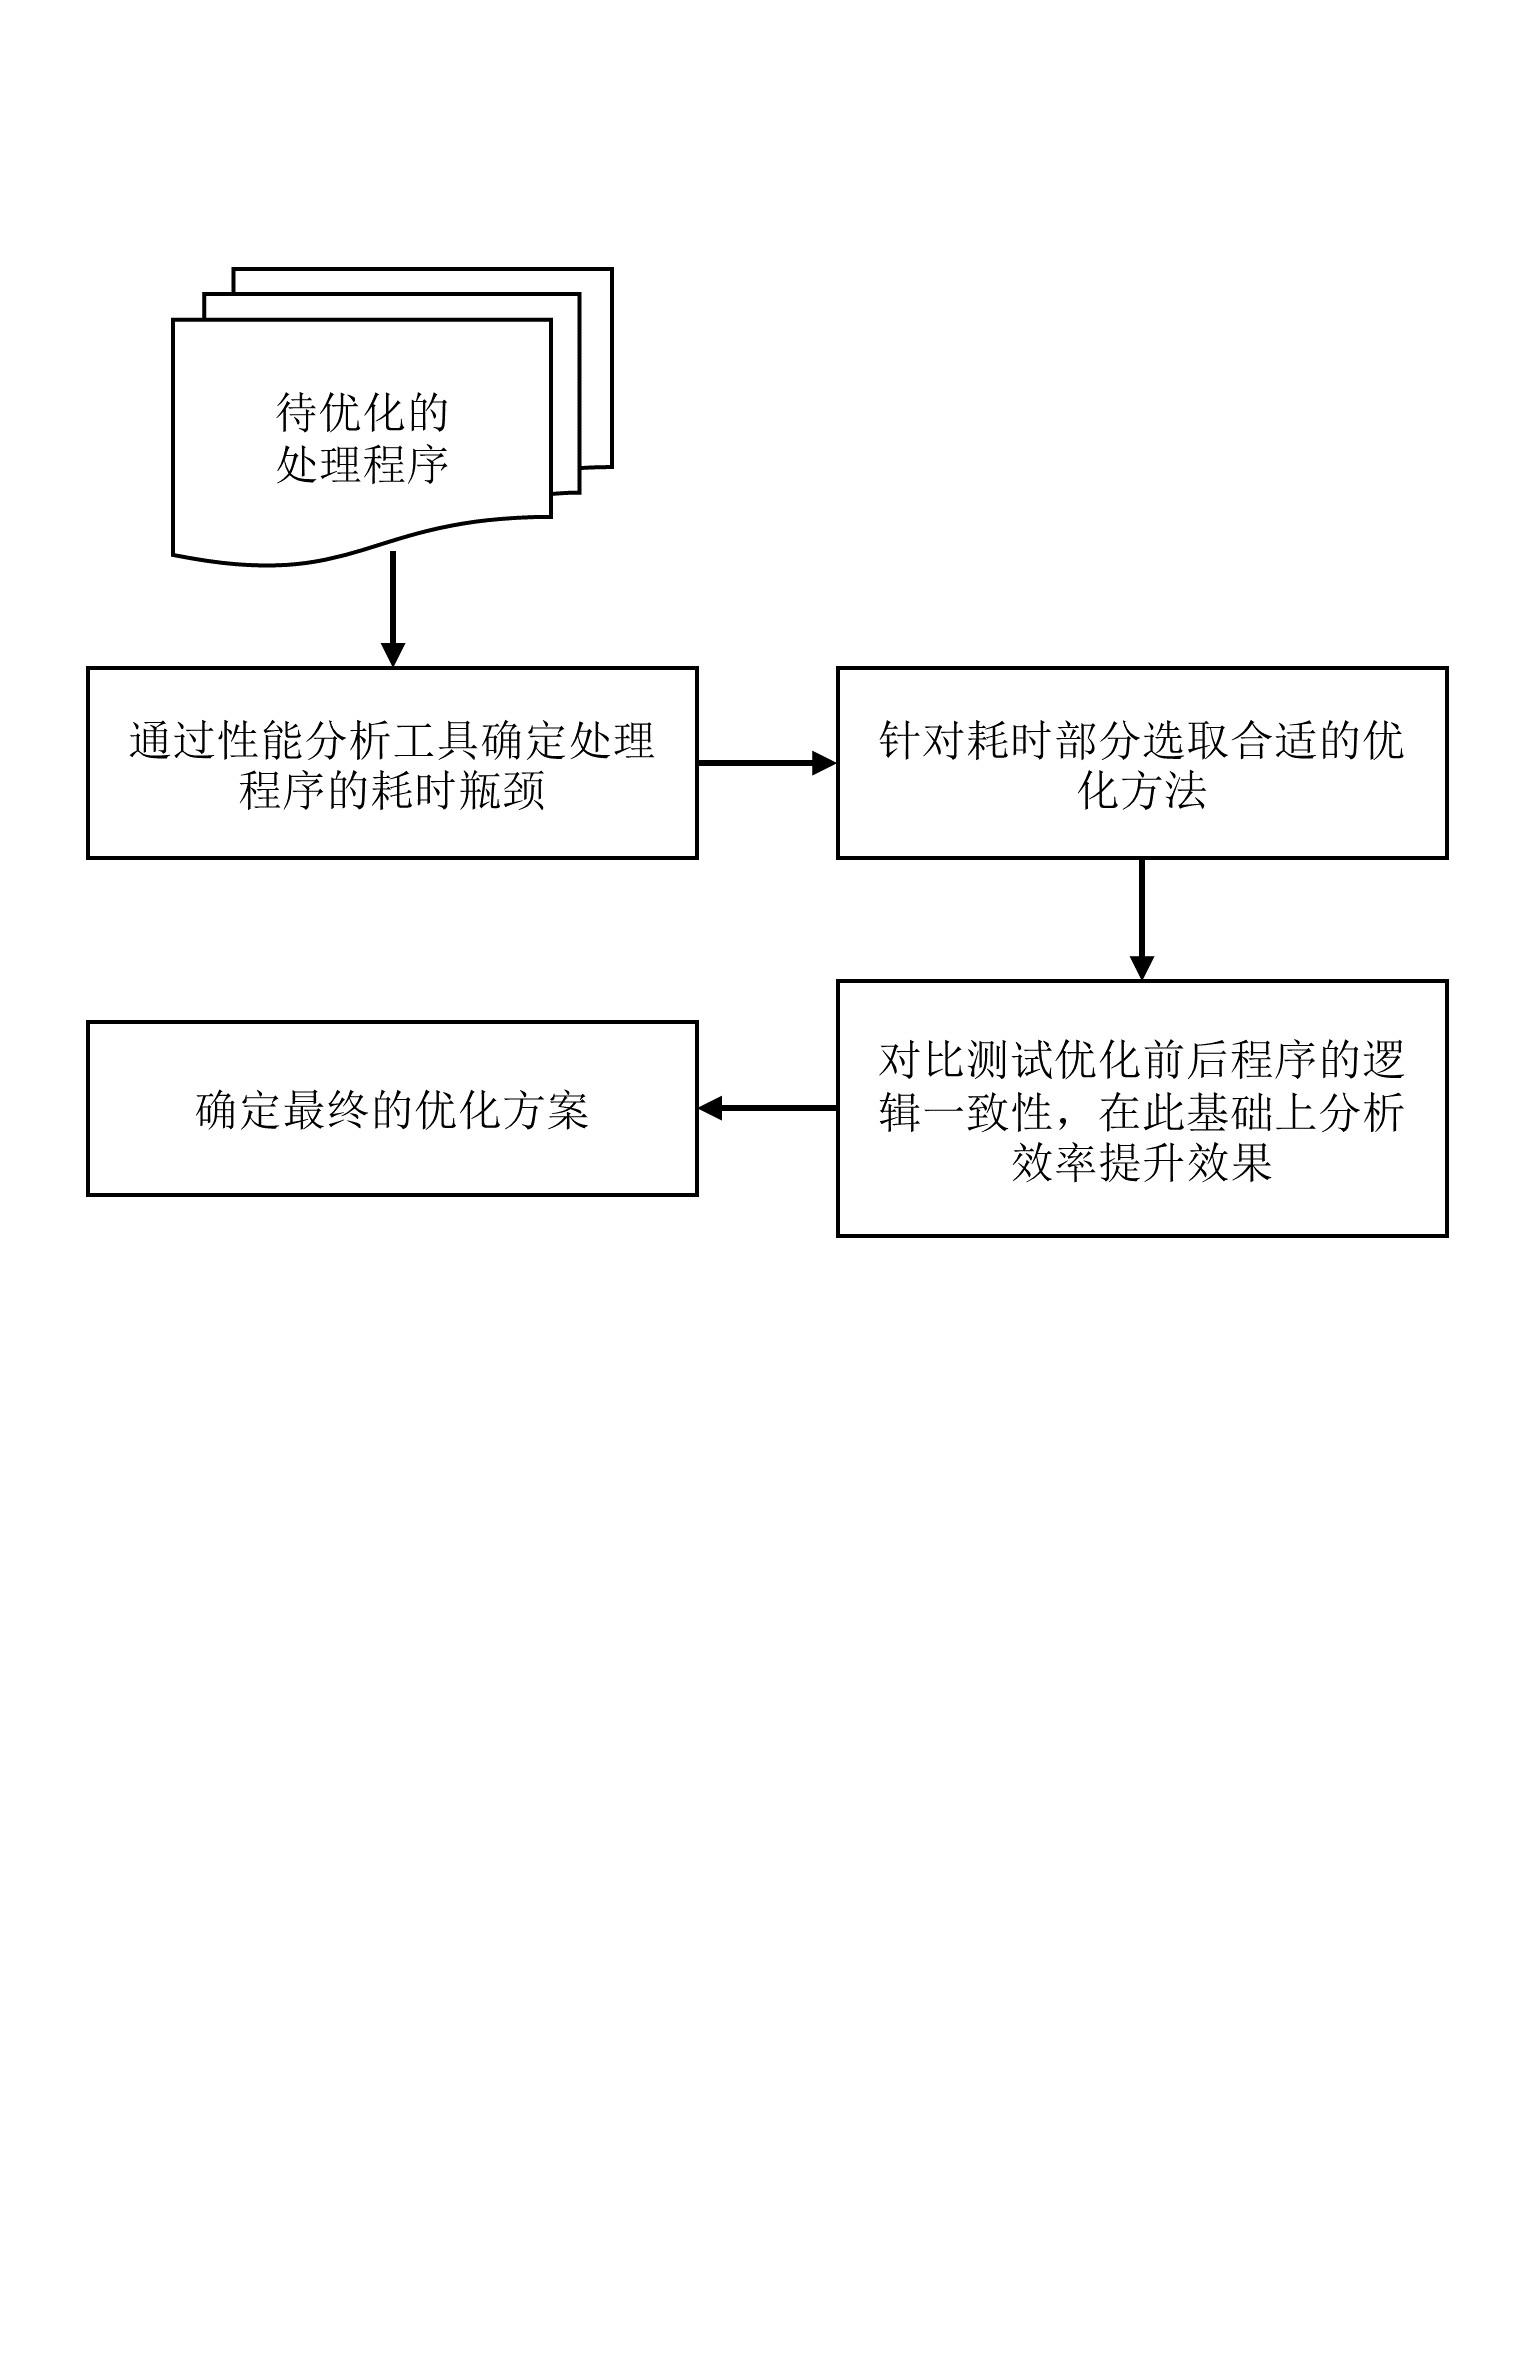 待优化的
处理程序
通过性能分析工具确定处理
程序的耗时瓶颈
针对耗时部分选取合适的优
化方法
对比测试优化前后程序的逻
辑一致性，在此基础上分析
效率提升效果
确定最终的优化方案